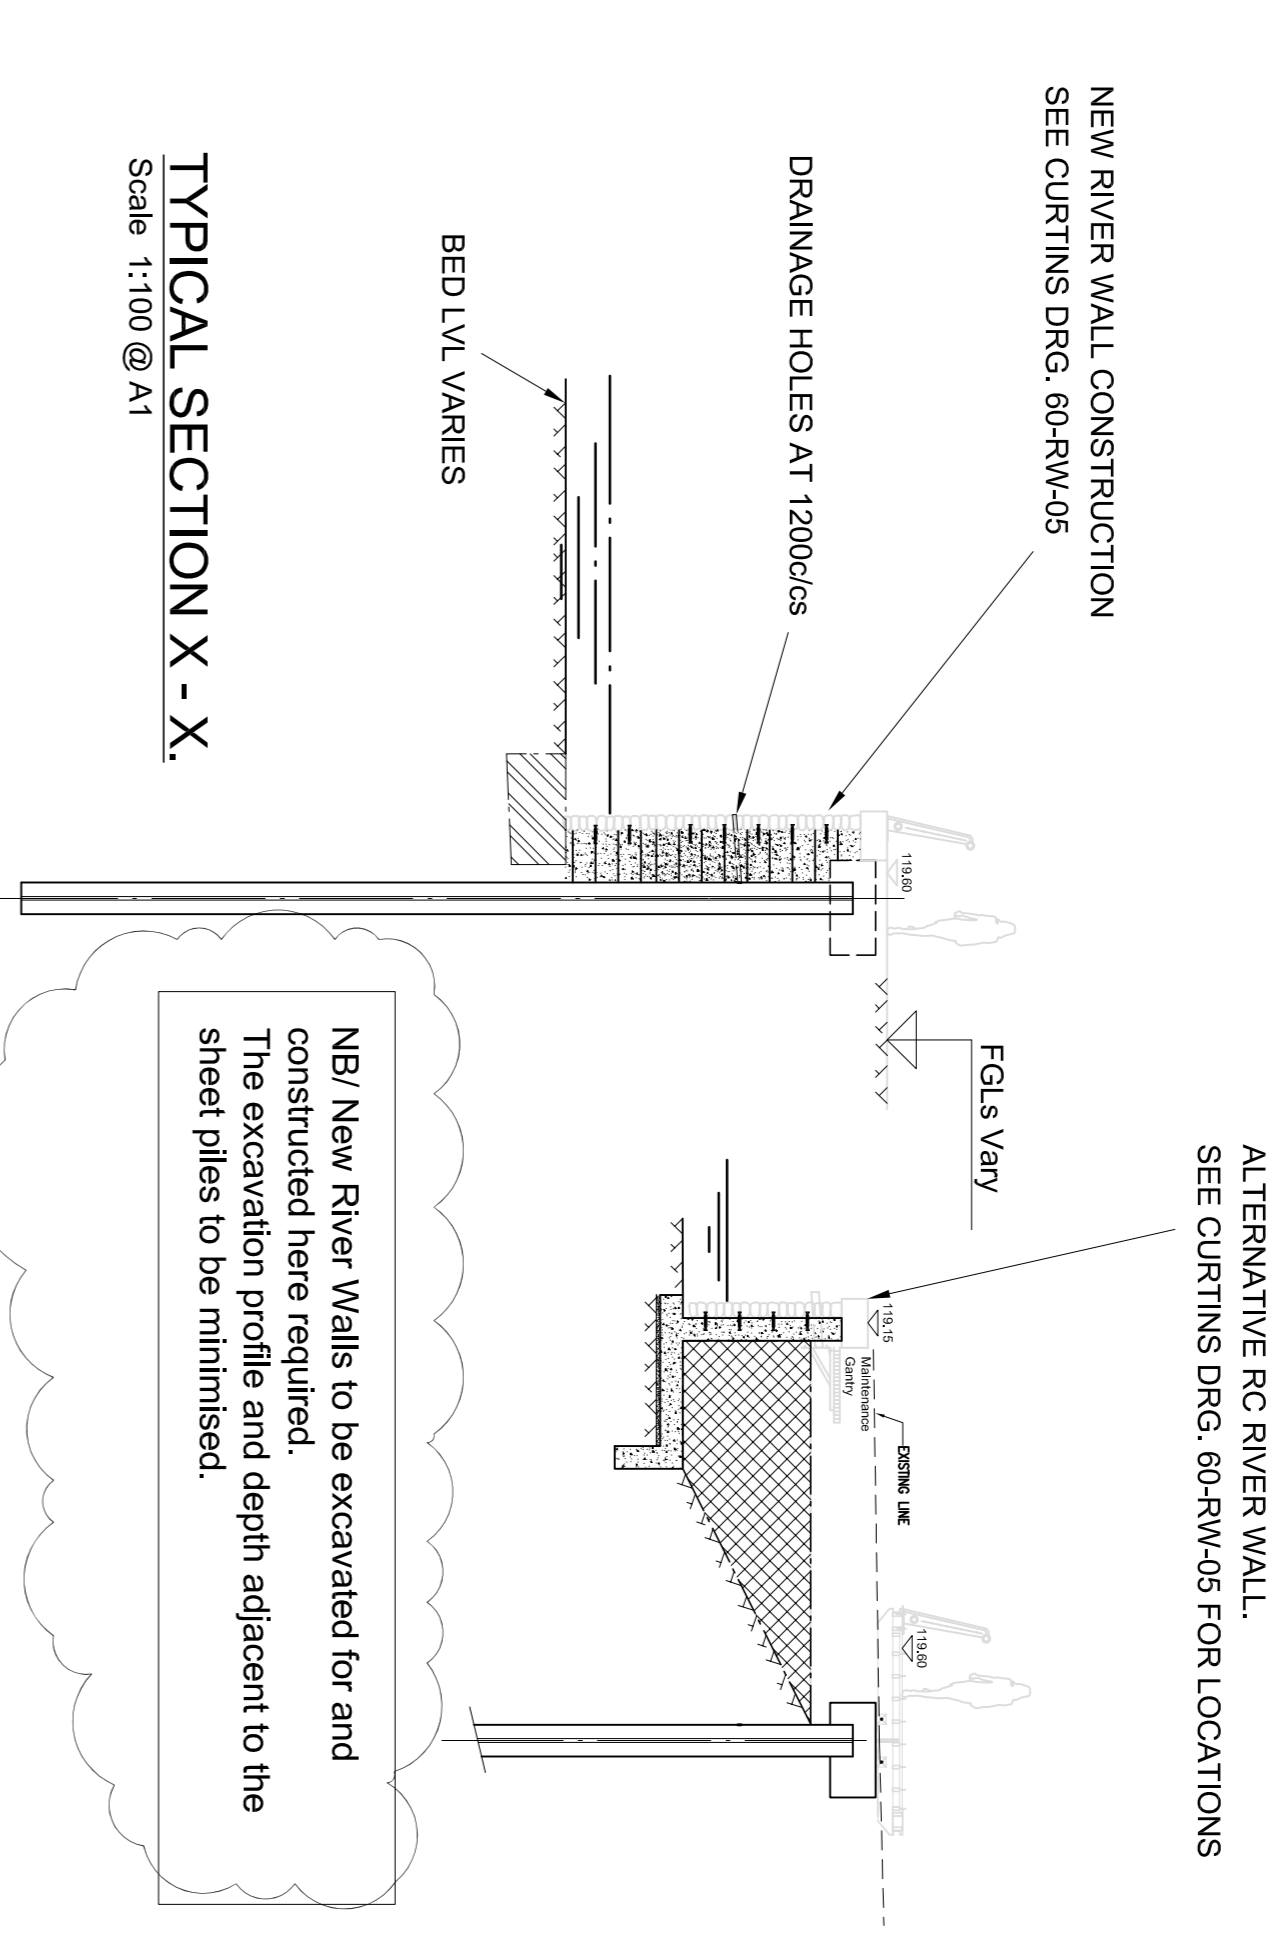 NEW RIVER WALL CONSTRUCTION
SEE CURTINS DRG. 60-RW-05
DRAINAGE HOLES AT 1200c/cs
BED LVL VARIES
119.60
FGLs Vary
ALTERNATIVE RC RIVER WALL.
SEE CURTINS DRG. 60-RW-05 FOR LOCATIONS
119.15
Maintenance
Gantry
EXISTING LINE
119.60
NB/ New River Walls to be excavated for and
constructed here required.
The excavation profile and depth adjacent to the
sheet piles to be minimised.
TYPICAL SECTION X - X.
Scale 1:100 @ A1